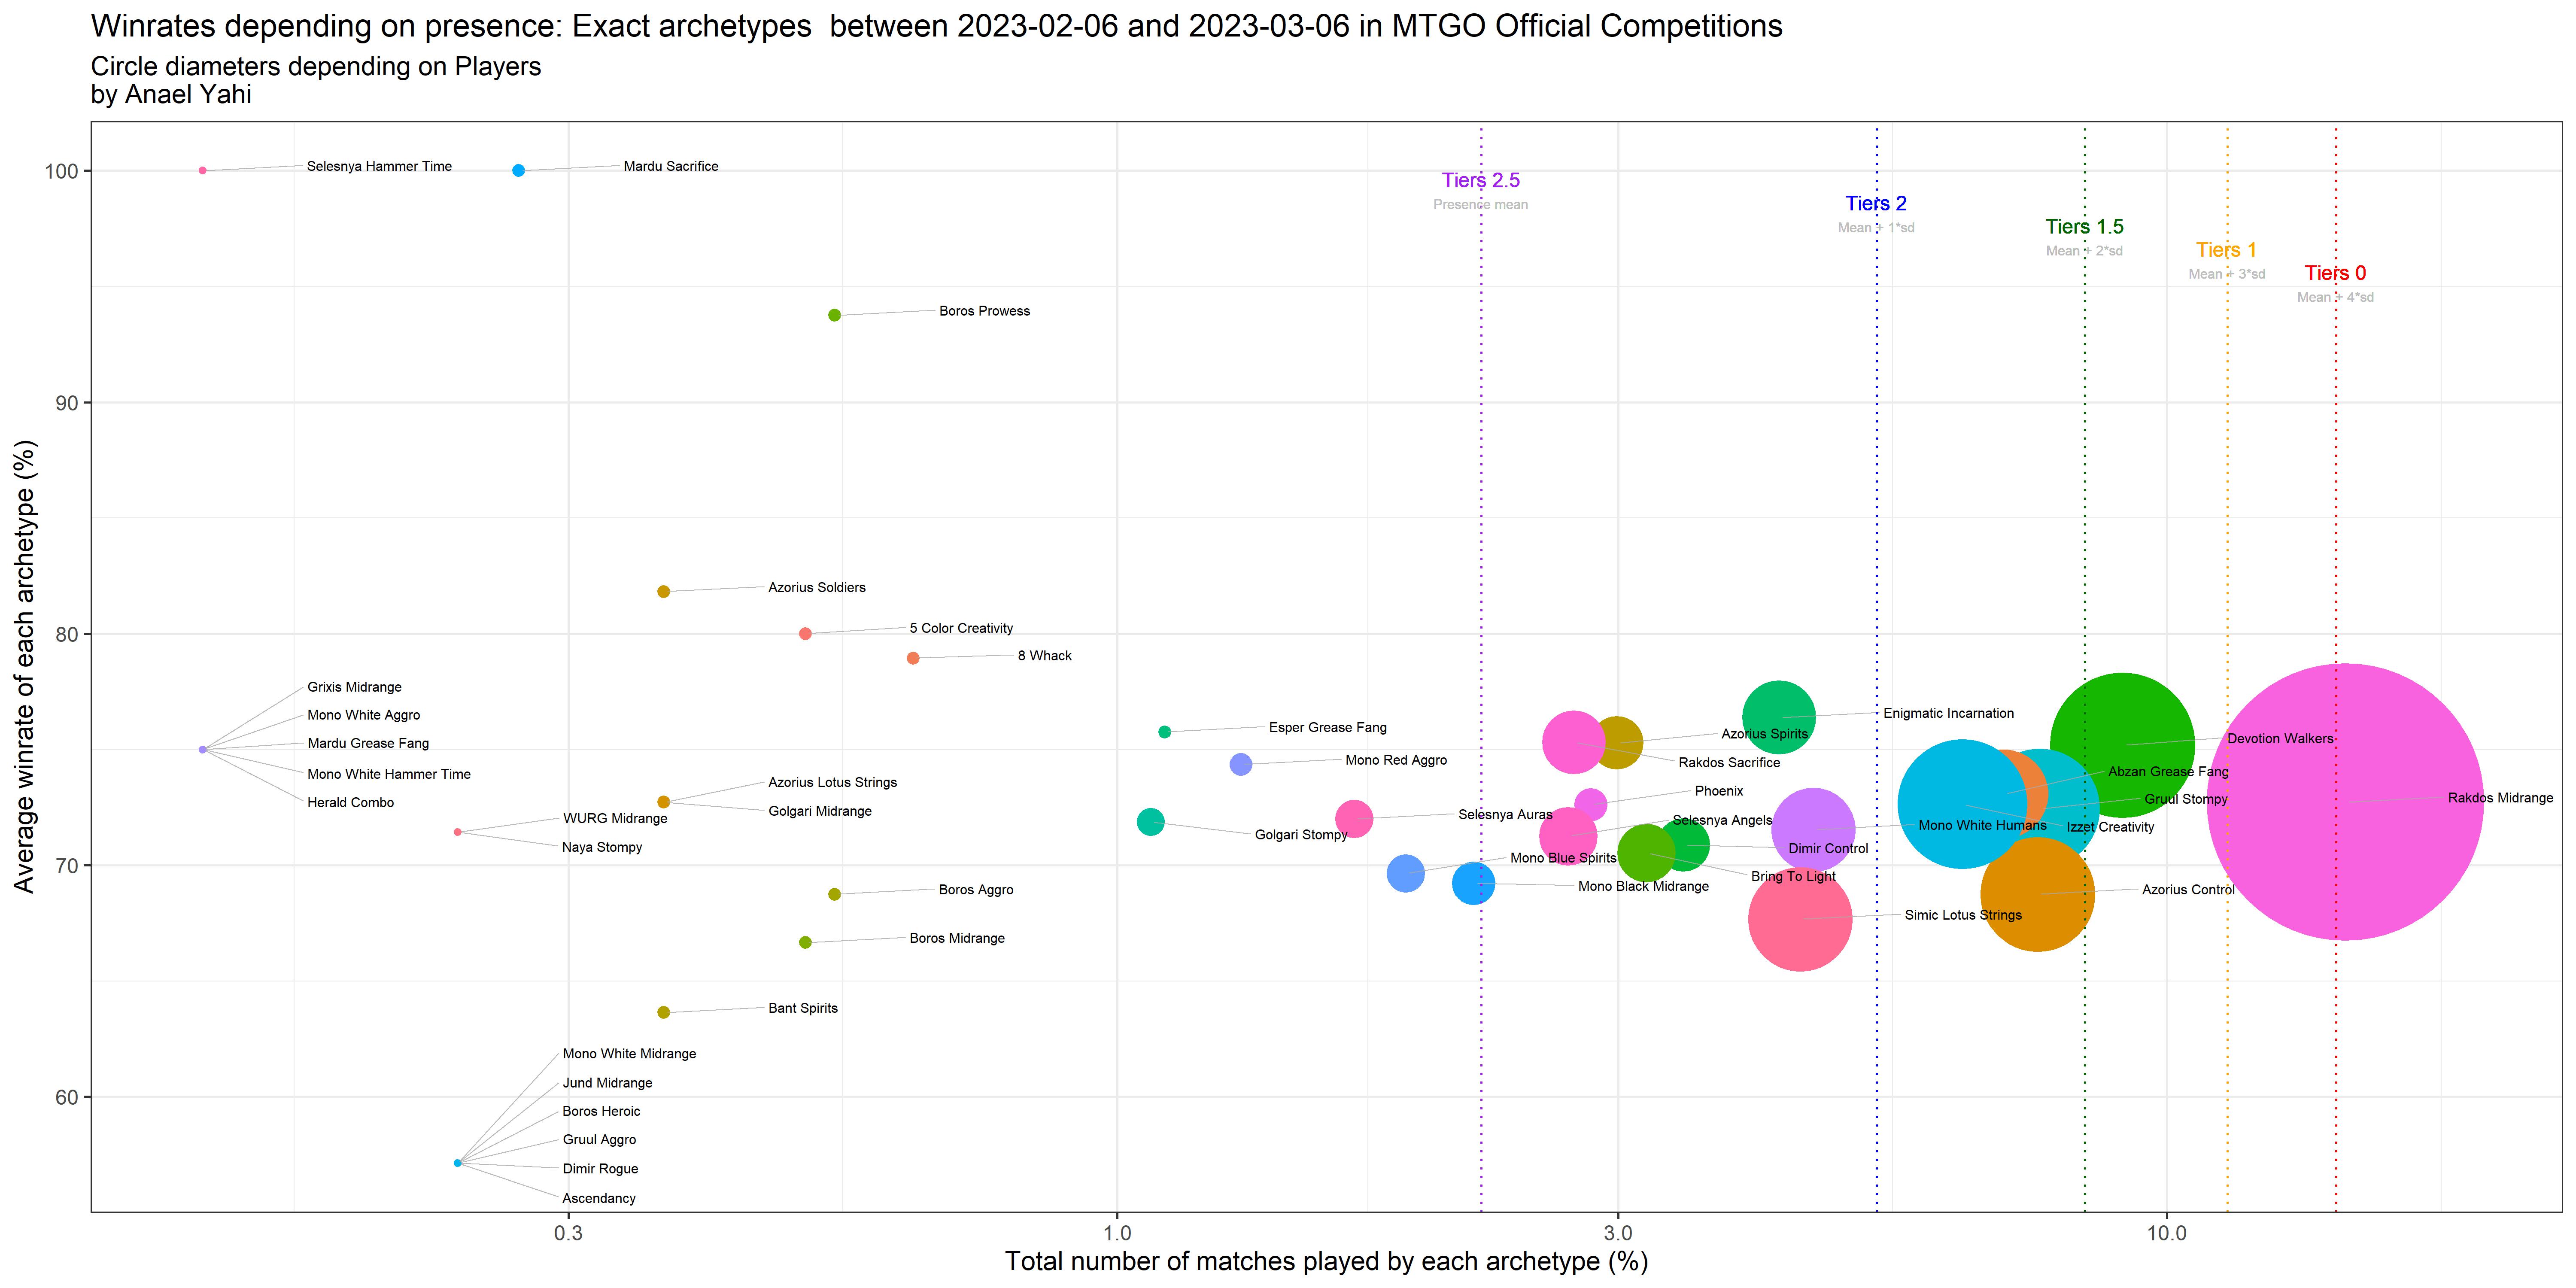 Winrates depending on presence: Exact archetypes  between 2023-02-06 and 2023-03-06 in MTGO Official Competitions
Circle diameters depending on Players
by Anael Yahi
Average winrate of each archetype (%)
100
90
80
70
60
Selesnya Hammer Time
Mardu Sacrifice
Tiers 2.5
Presence mean
Tiers 2
Mean + 1*sd
Tiers 1.5
Mean + 2*sd
Tiers 1
Mean + 3*sd
Tiers 0
Mean + 4*sd
Boros Prowess
Azorius Soldiers
5 Color Creativity
8 Whack
Grixis Midrange
Mono White Aggro
Mardu Grease Fang
Mono White Hammer Time
Herald Combo
WURG Midrange
Naya Stompy
Azorius Lotus Strings
Golgari Midrange
Boros Aggro
Boros Midrange
Bant Spirits
Mono White Midrange
Jund Midrange
Boros Heroic
Gruul Aggro
Dimir Rogue
Ascendancy
Esper Grease Fang
Mono Red Aggro
Golgari Stompy
Selesnya Auras
Mono Blue Spirits
Mono Black Midrange
Azorius Spirits
Rakdos Sacrifice
Phoenix
Selesnya Angels
Dimir Control
Bring To Light
Enigmatic Incarnation
Mono White Humans
Simic Lotus Strings
Devotion Walkers
Abzan Grease Fang
Gruul Stompy
Izzet Creativity
Azorius Control
Rakdos Midrange
0.3
1.0
3.0
10.0
Total number of matches played by each archetype (%)